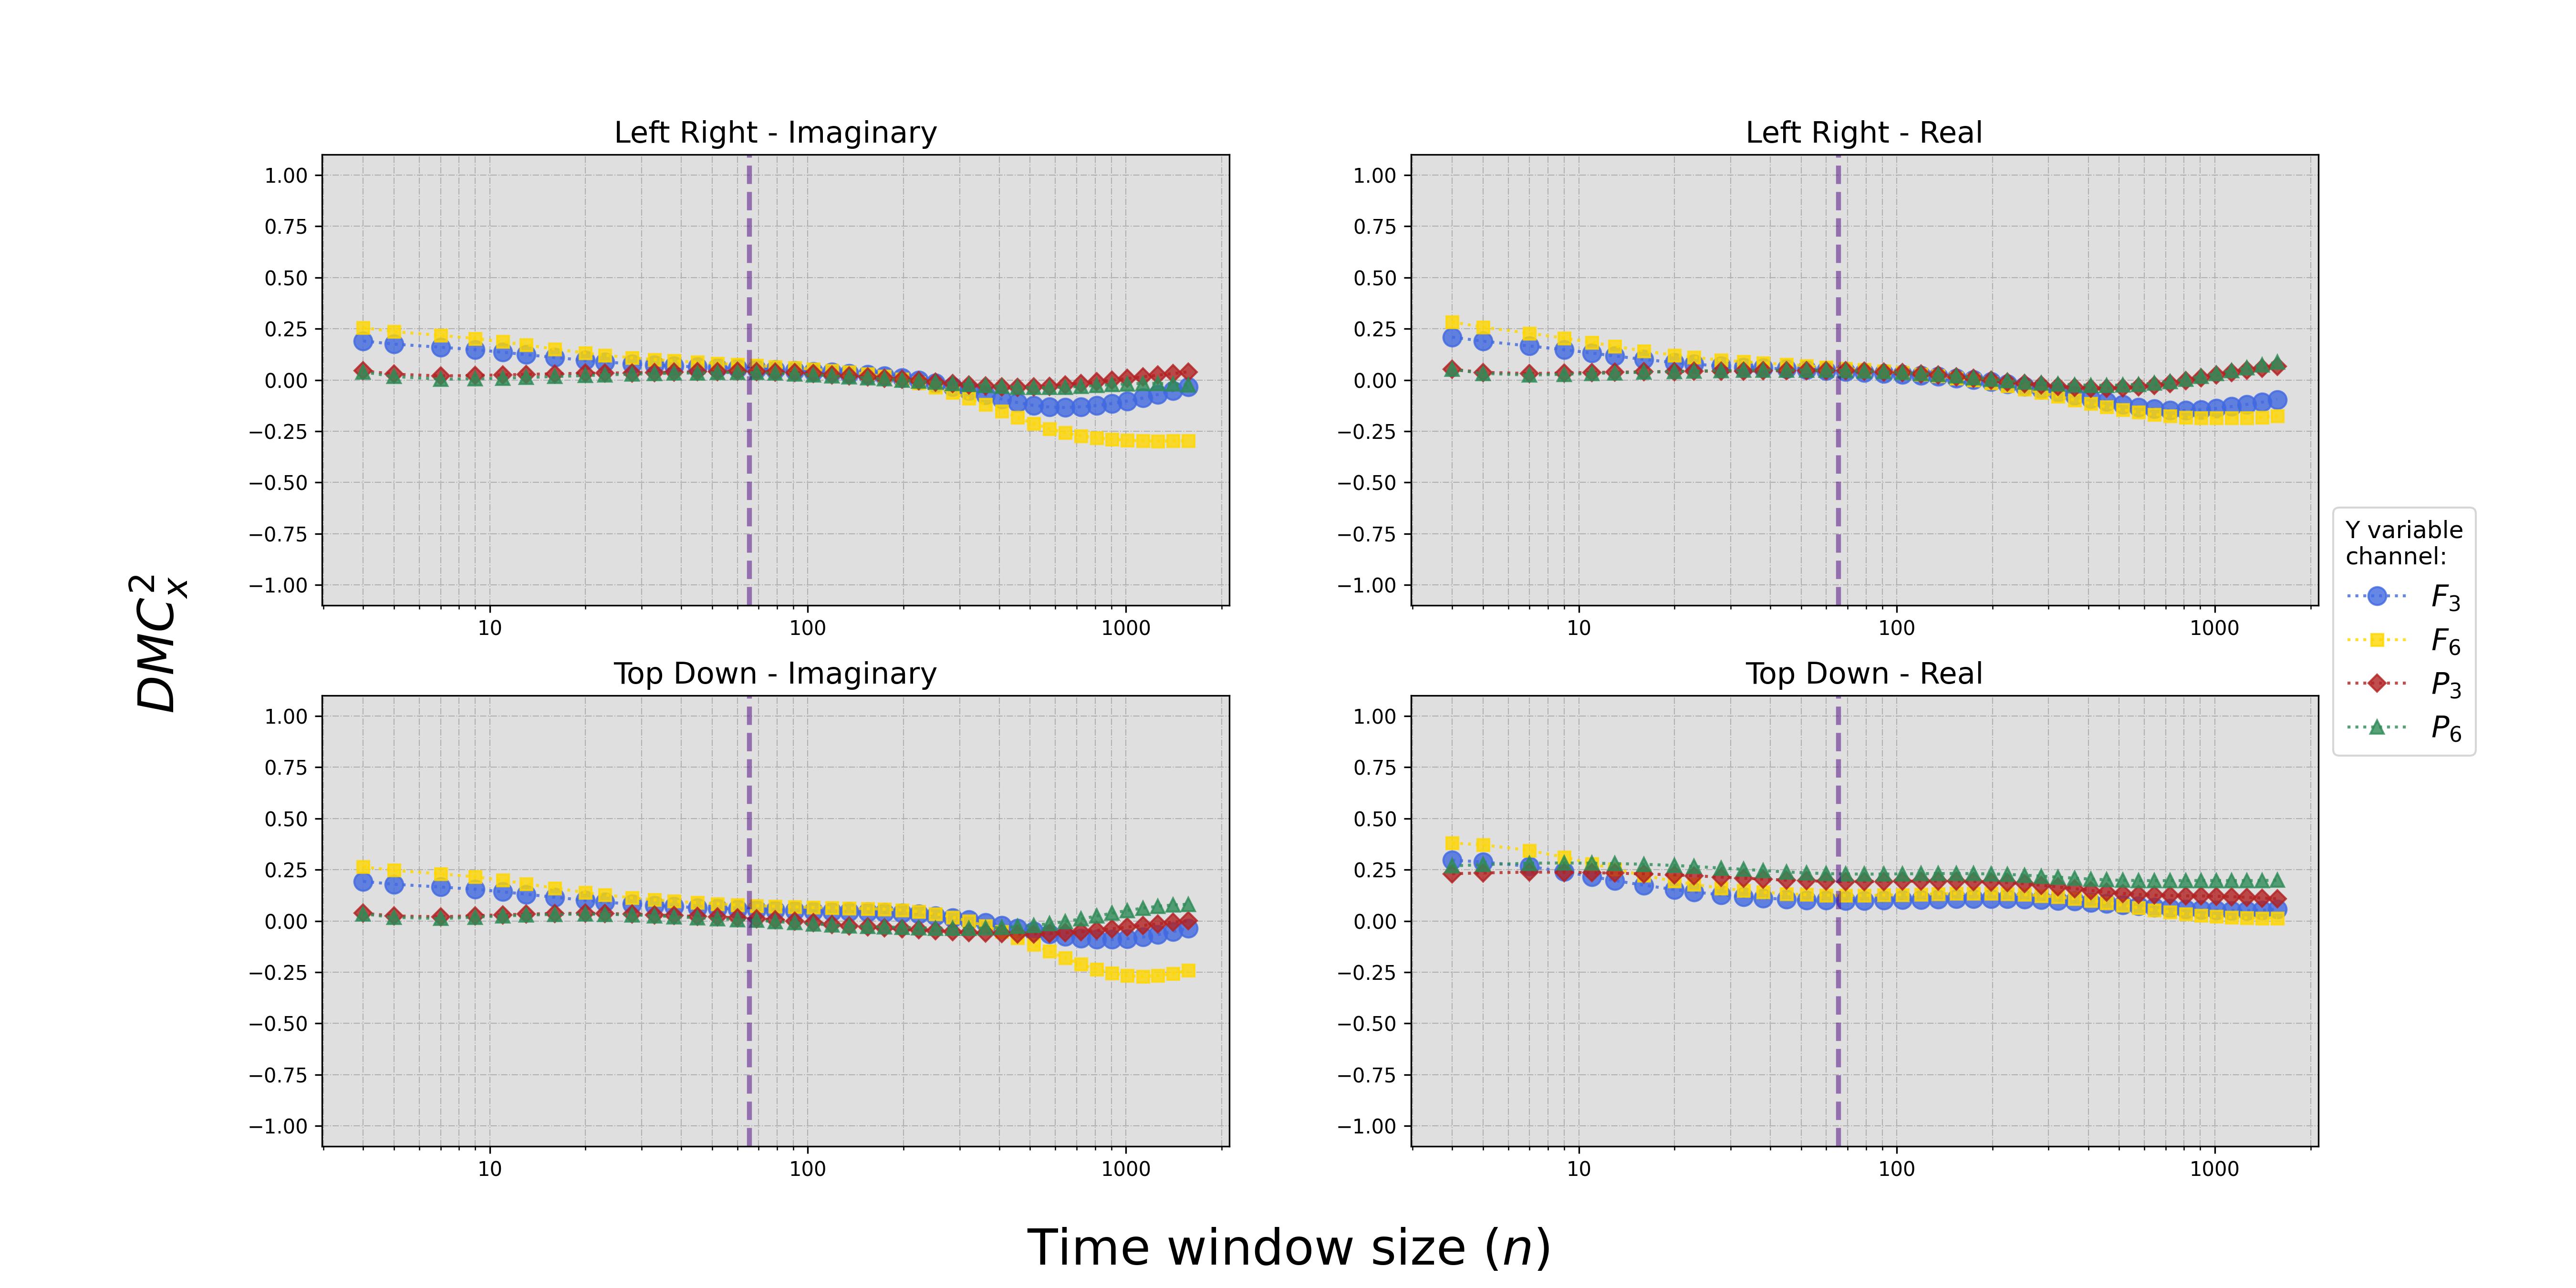 Left Right - Imaginary
1.00
0.75
0.50
0.25
0.00
−0.25
−0.50
−0.75
−1.00
10 100 1000
Left Right - Real
1.00
0.75
0.50
0.25
0.00
−0.25
−0.50
−0.75
−1.00
10 100 1000
Top Down - Imaginary
1.00
0.75
0.50
0.25
0.00
−0.25
−0.50
−0.75
−1.00
10 100 1000
Top Down - Real
1.00
0.75
0.50
0.25
0.00
−0.25
−0.50
−0.75
−1.00
10 100 1000
Y variable
channel:
F₃
F₆
P₃
P₆
DMC²ₓ
Time window size (n)